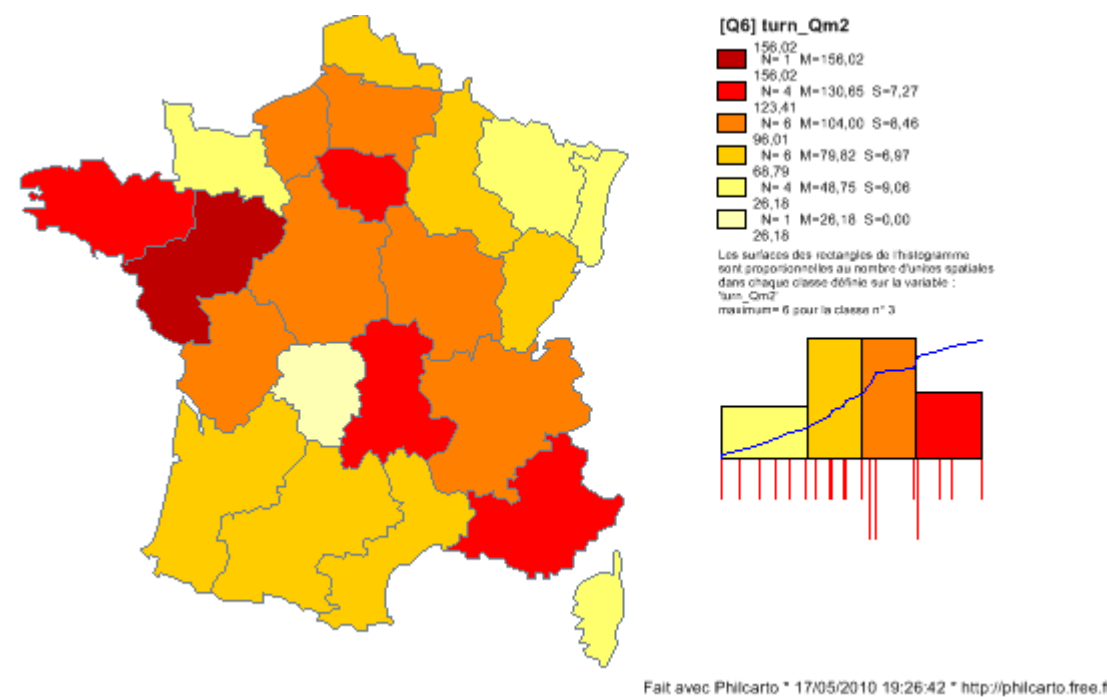 [Q6] turn_Qm2
156,02
N= 1 M=156,02
156,02
N= 4 M=130,65 S=7,27
123,41
N= 6 M=104,00 S=8,46
96,01
N= 6 M=79,82 S=6,97
68,79
N= 4 M=48,75 S=9,06
26,18
N= 1 M=26,18 S=0,00
26,18
Les surfaces des rectangles de l'histogramme
sont proportionnelles au nombre d'unites spatiales
dans chaque classe définie sur la variable :
'turn_Qm2'
maximum= 6 pour la classe n° 3
Fait avec Philcarto * 17/05/2010 19:26:42 * http://philcarto.free.f